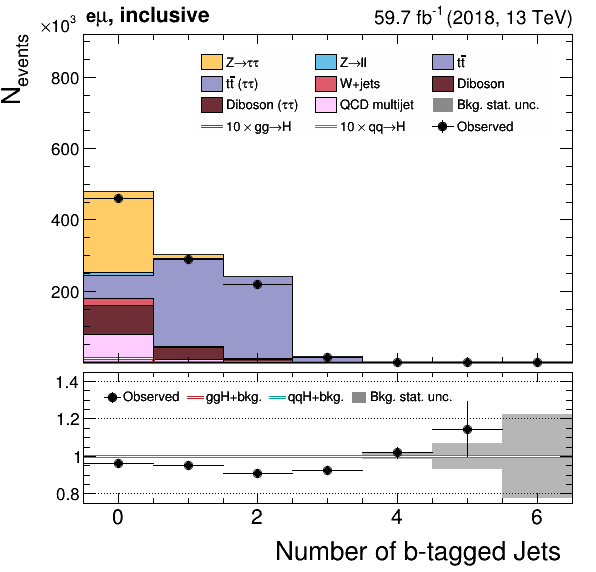 ×10³ eμ, inclusive 59.7 fb⁻¹ (2018, 13 TeV)
N_events
800
600
400
200
Z→ττ Z→ll tt̄
tt̄ (ττ) W+jets Diboson
Diboson (ττ) QCD multijet Bkg. stat. unc.
10 × gg→H 10 × qq→H Observed
1.4
1.2
1
0.8
Observed ggH+bkg. qqH+bkg. Bkg. stat. unc.
0 2 4 6
Number of b-tagged Jets